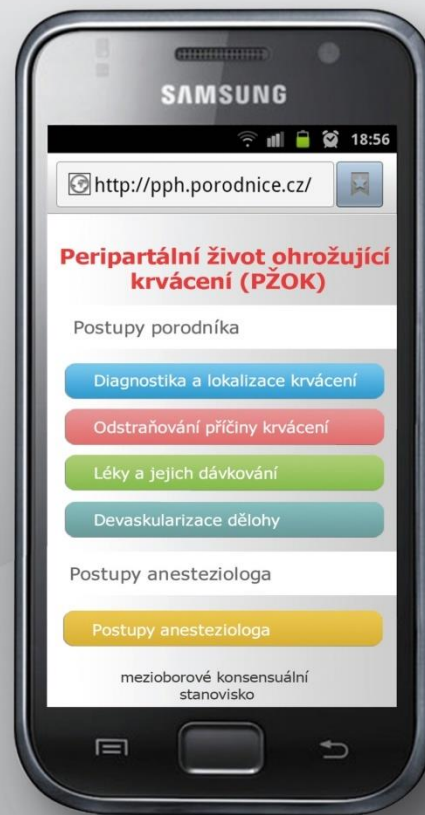 SAMSUNG
18:56
http://pph.porodnice.cz/
Peripartální život ohrožující
krvácení (PŽOK)
Postupy porodníka
Diagnostika a lokalizace krvácení
Odstraňování příčiny krvácení
Léky a jejich dávkování
Devaskularizace dělohy
Postupy anesteziologa
Postupy anesteziologa
mezioborové konsensuální
stanovisko